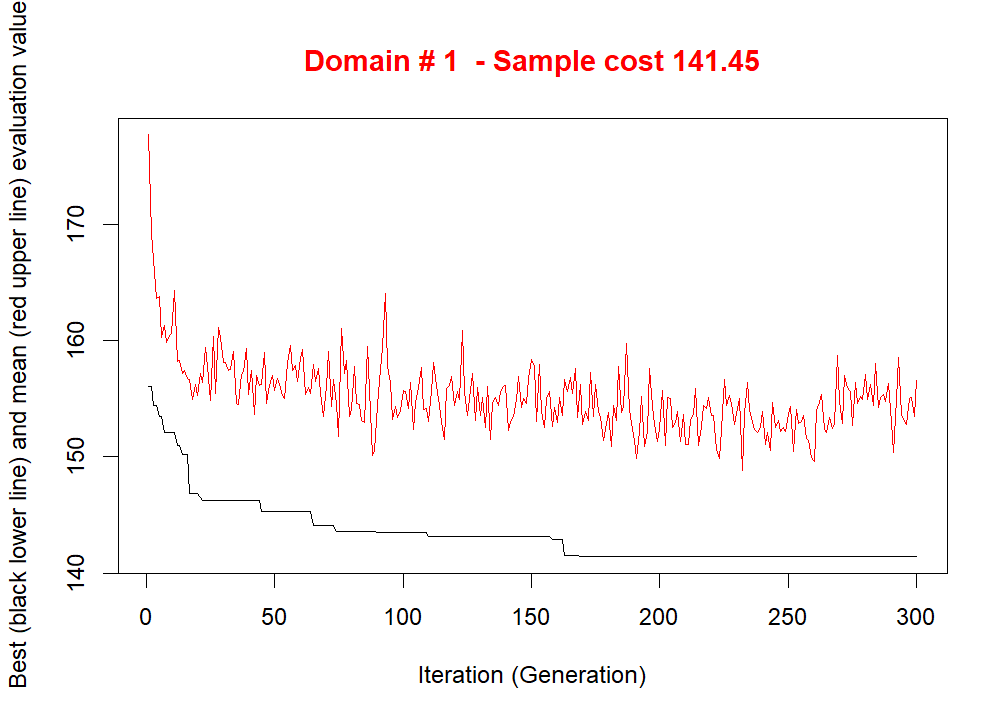 Domain # 1  - Sample cost 141.45
Best (black lower line) and mean (red upper line) evaluation value
170
160
150
140
0 50 100 150 200 250 300
Iteration (Generation)